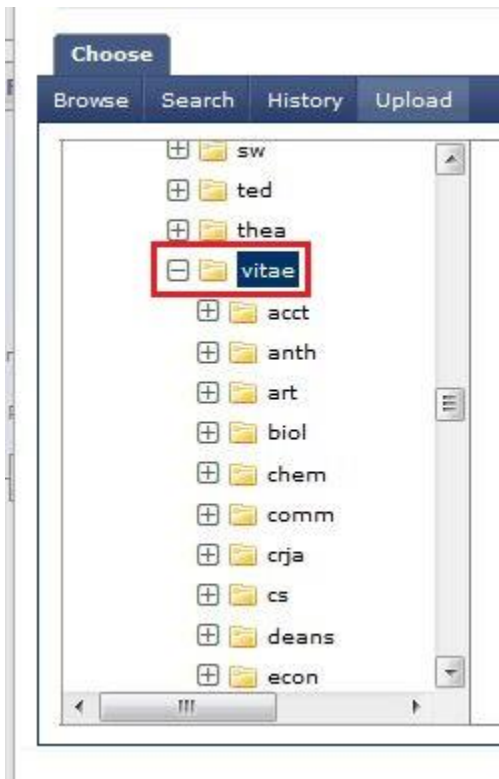 Choose
Browse Search History Upload
sw
ted
thea
vitae
acct
anth
art
biol
chem
comm
crja
cs
deans
econ